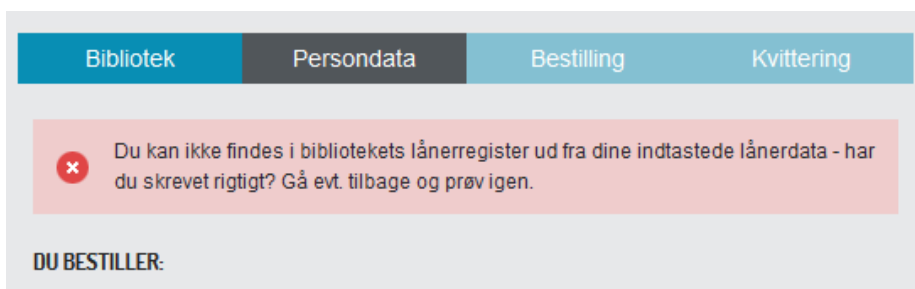 Bibliotek Persondata Bestilling Kvittering
Du kan ikke findes i bibliotekets lånerregister ud fra dine indtastede lånerdata - har
du skrevet rigtigt? Gå evt. tilbage og prøv igen.
DU BESTILLER: